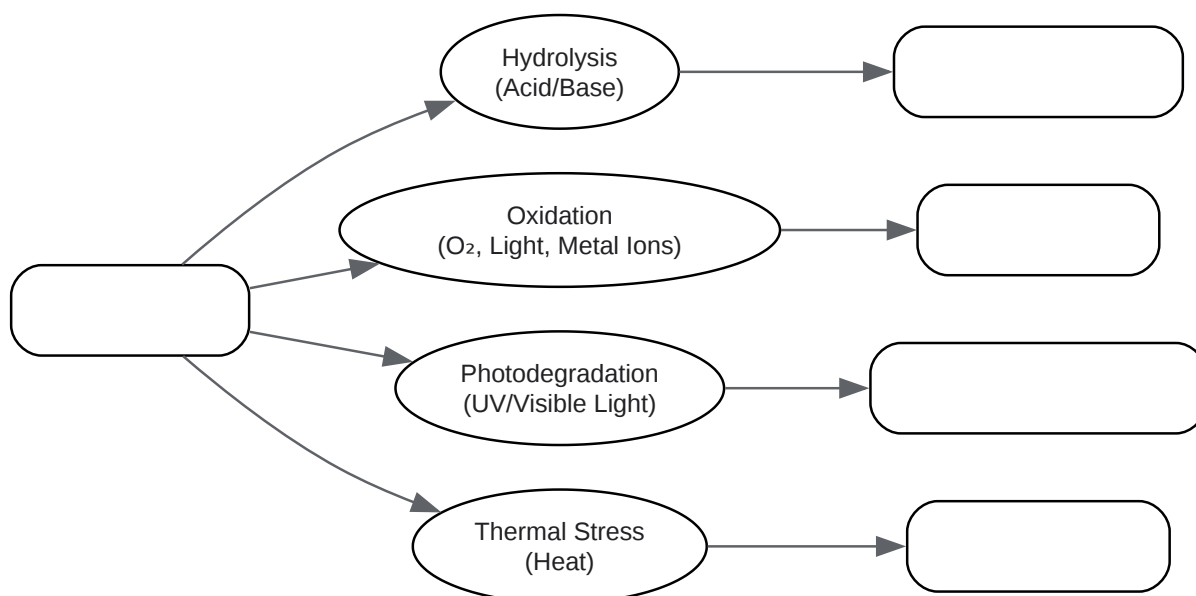 Hydrolysis
(Acid/Base)
Oxidation
(O₂, Light, Metal Ions)
Photodegradation
(UV/Visible Light)
Thermal Stress
(Heat)